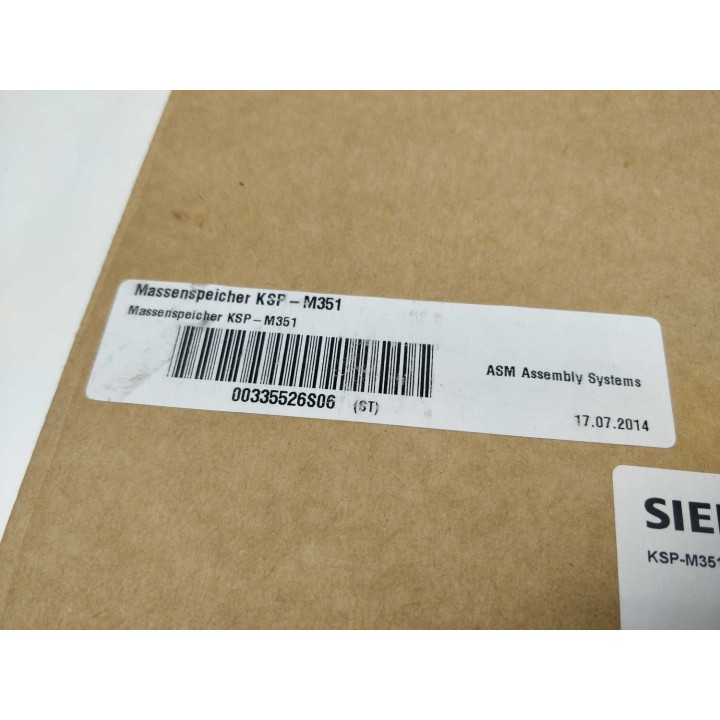 Massenspeicher KSP-M351
Massenspeicher KSP-M351
00335526S06 (ST)
ASM Assembly Systems
17.07.2014
SIE
KSP-M351